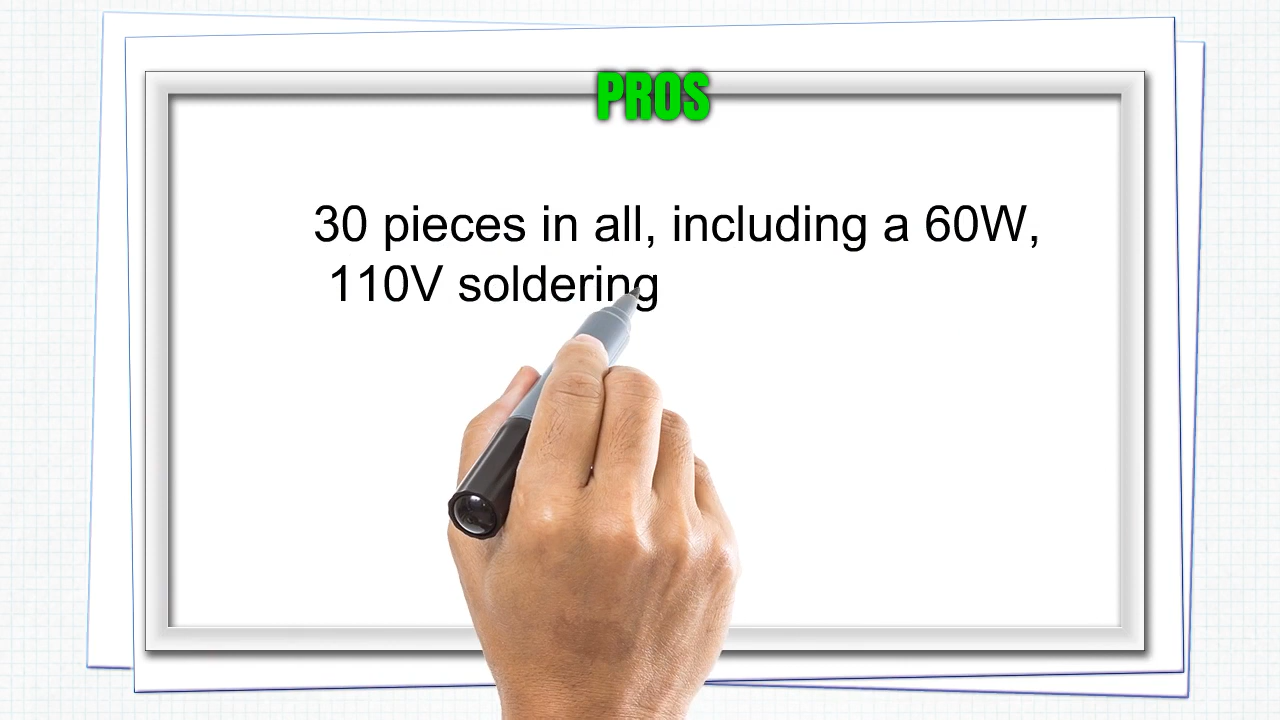 PROS
30 pieces in all, including a 60W,
110V soldering